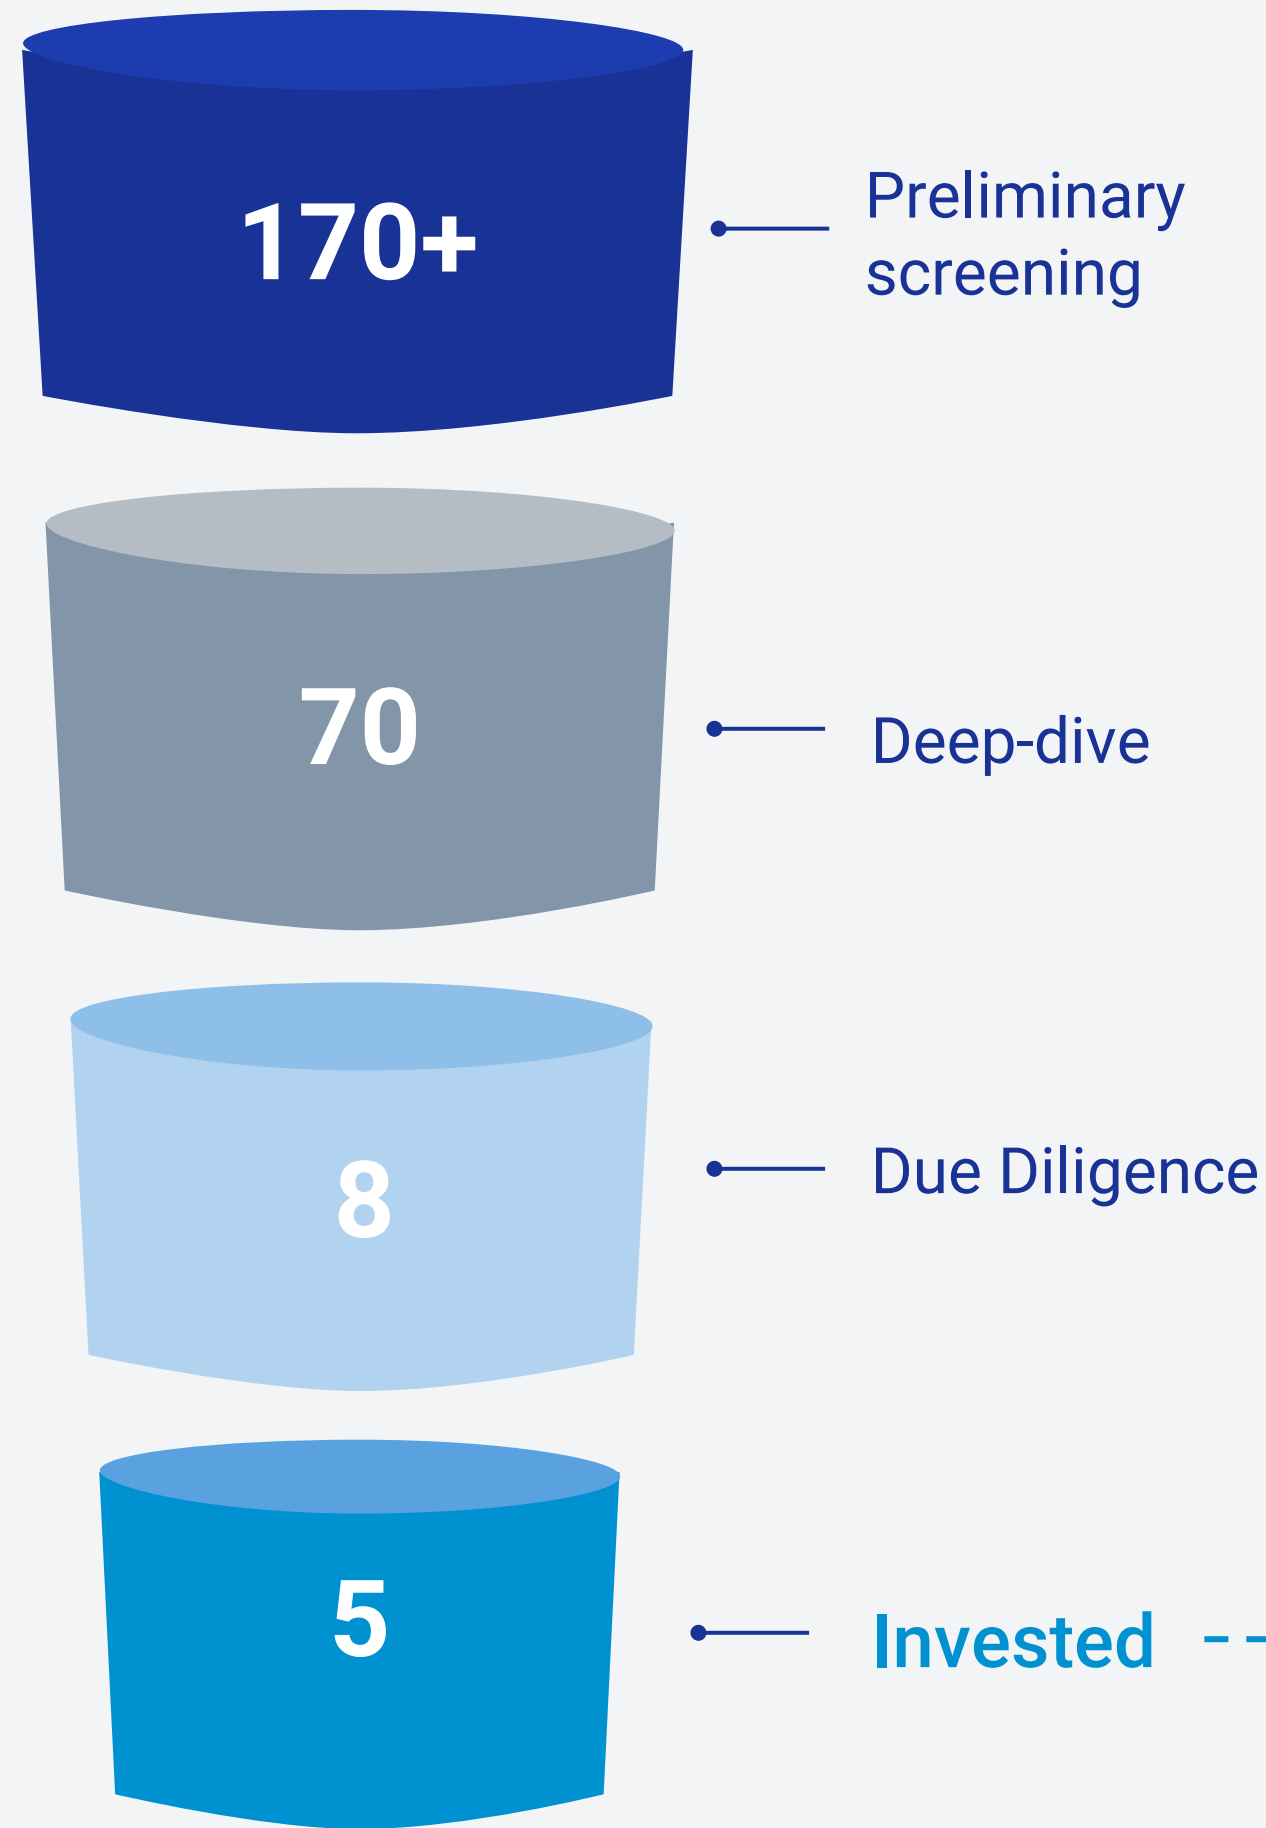 170+
Preliminary
screening
70
Deep-dive
8
Due Diligence
5
Invested